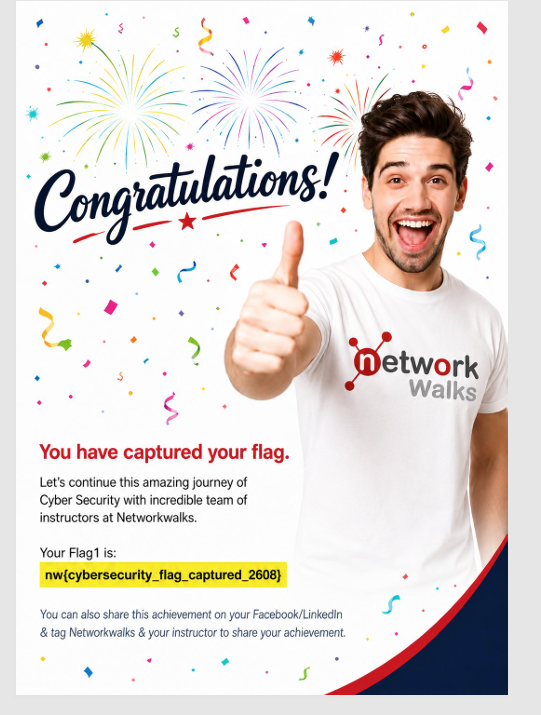 Congratulations!
network
Walks
You have captured your flag.
Let's continue this amazing journey of
Cyber Security with incredible team of
instructors at Networkwalks.
Your Flag1 is:
nw{cybersecurity_flag_captured_2608}
You can also share this achievement on your Facebook/LinkedIn
& tag Networkwalks & your instructor to share your achievement.